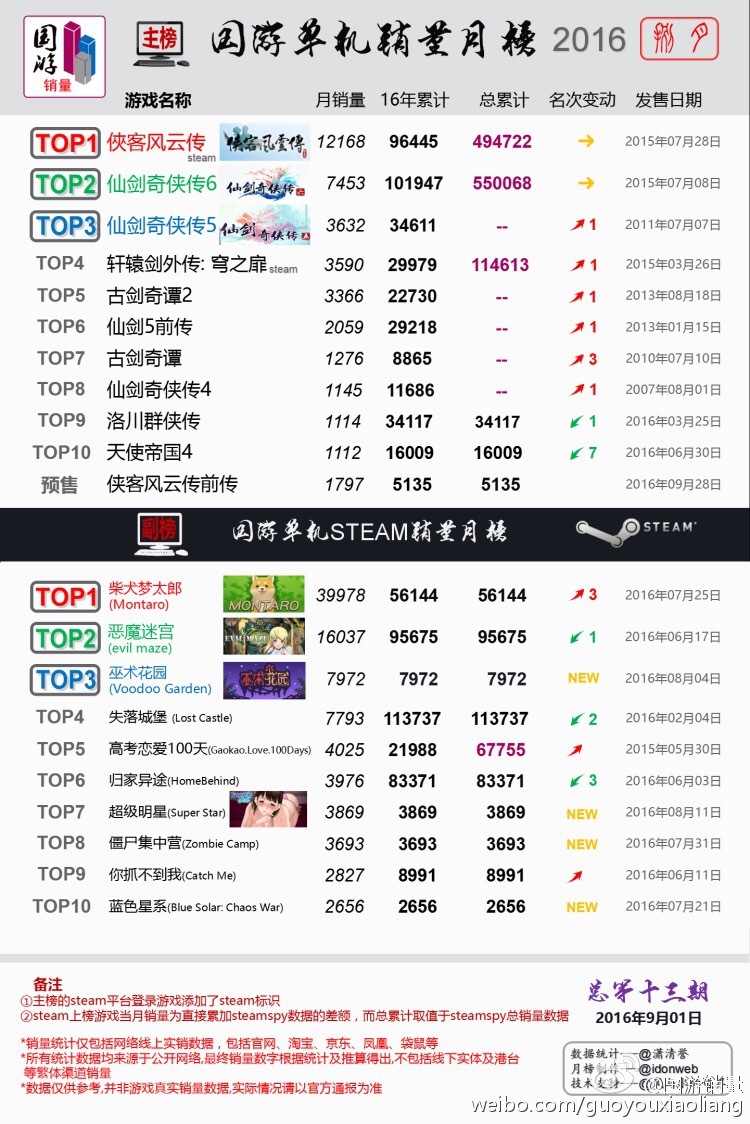 国游销量
主榜 国游单机销量月榜 2016 捌月
游戏名称 月销量 16年累计 总累计 名次变动 发售日期
TOP1 侠客风云传 steam 俠客風雲傳 12168 96445 494722 → 2015年07月28日
TOP2 仙剑奇侠传6 仙剑奇侠传 六 7453 101947 550068 → 2015年07月08日
TOP3 仙剑奇侠传5 仙剑奇侠传 五 3632 34611 -- 1 2011年07月07日
TOP4 轩辕剑外传: 穹之扉 steam 3590 29979 114613 1 2015年03月26日
TOP5 古剑奇谭2 3366 22730 -- 1 2013年08月18日
TOP6 仙剑5前传 2059 29218 -- 1 2013年01月15日
TOP7 古剑奇谭 1276 8865 -- 3 2010年07月10日
TOP8 仙剑奇侠传4 1145 11686 -- 1 2007年08月01日
TOP9 洛川群侠传 1114 34117 34117 1 2016年03月25日
TOP10 天使帝国4 1112 16009 16009 7 2016年06月30日
预售 侠客风云传前传 1797 5135 5135 2016年09月28日
副榜 国游单机STEAM销量月榜 STEAM™
TOP1 柴犬梦太郎 (Montaro) MONTARO 39978 56144 56144 3 2016年07月25日
TOP2 恶魔迷宫 (evil maze) EVIL MAZE 16037 95675 95675 1 2016年06月17日
TOP3 巫术花园 (Voodoo Garden) 巫术花园 7972 7972 7972 NEW 2016年08月04日
TOP4 失落城堡 (Lost Castle) 7793 113737 113737 2 2016年02月04日
TOP5 高考恋爱100天(Gaokao.Love.100Days) 4025 21988 67755 2015年05月30日
TOP6 归家异途(HomeBehind) 3976 83371 83371 3 2016年06月03日
TOP7 超级明星(Super Star) 3869 3869 3869 NEW 2016年08月11日
TOP8 僵尸集中营(Zombie Camp) 3693 3693 3693 NEW 2016年07月31日
TOP9 你抓不到我(Catch Me) 2827 8991 8991 2016年06月11日
TOP10 蓝色星系(Blue Solar: Chaos War) 2656 2656 2656 NEW 2016年07月21日
备注
①主榜的steam平台登录游戏添加了steam标识
②steam上榜游戏当月销量为直接累加steamspy数据的差额，而总累计取值于steamspy总销量数据
*销量统计仅包括网络线上实销数据，包括官网、淘宝、京东、凤凰、袋鼠等
*所有统计数据均来源于公开网络,最终销量数字根据统计及推算得出,不包括线下实体及港台
等繁体渠道销量
*数据仅供参考,并非游戏真实销量数据,实际情况请以官方通报为准
总第十三期
2016年9月01日
数据统计——@潇清誉
月榜制作——@idonweb
技术支持
@国游销量
weibo.com/guoyouxiaoliang